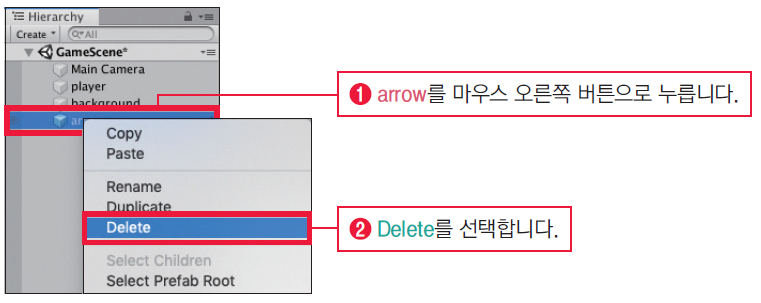 Hierarchy
Create
All
GameScene*
Main Camera
player
background
❶ arrow를 마우스 오른쪽 버튼으로 누릅니다.
Copy
Paste
Rename
Duplicate
Delete
❷ Delete를 선택합니다.
Select Children
Select Prefab Root